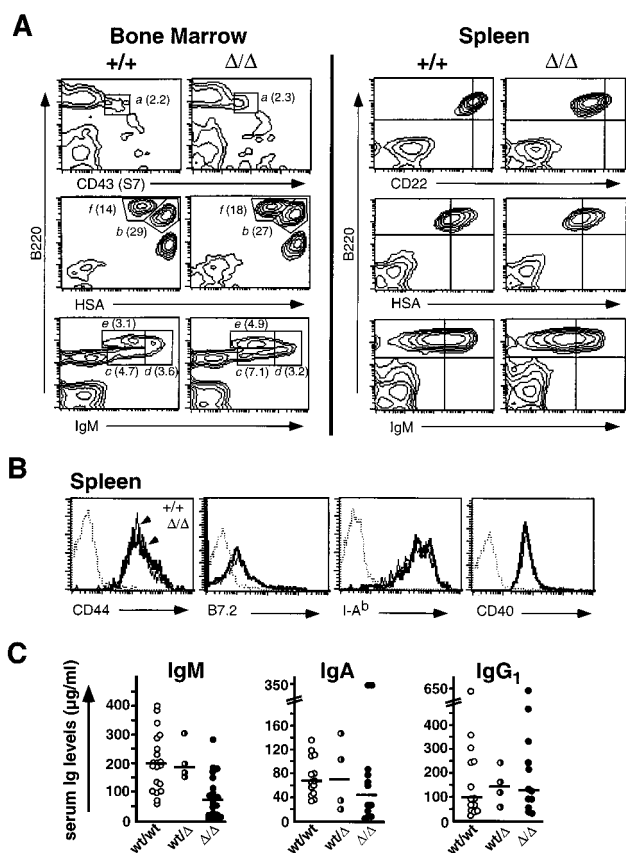 A
Bone Marrow
Spleen
+/+
Δ/Δ
+/+
Δ/Δ
a (2.2)
a (2.3)
CD43 (S7)
CD22
f (14)
b (29)
f (18)
b (27)
B220
B220
HSA
HSA
e (3.1)
c (4.7)
d (3.6)
e (4.9)
c (7.1)
d (3.2)
IgM
IgM
B
Spleen
+/+
Δ/Δ
CD44
B7.2
I-Aᵇ
CD40
C
IgM
IgA
IgG₁
serum Ig levels (µg/ml)
400
300
200
100
0
350
160
120
80
40
0
650
400
300
200
100
wt/wt
wt/Δ
Δ/Δ
wt/wt
wt/Δ
Δ/Δ
wt/wt
wt/Δ
Δ/Δ